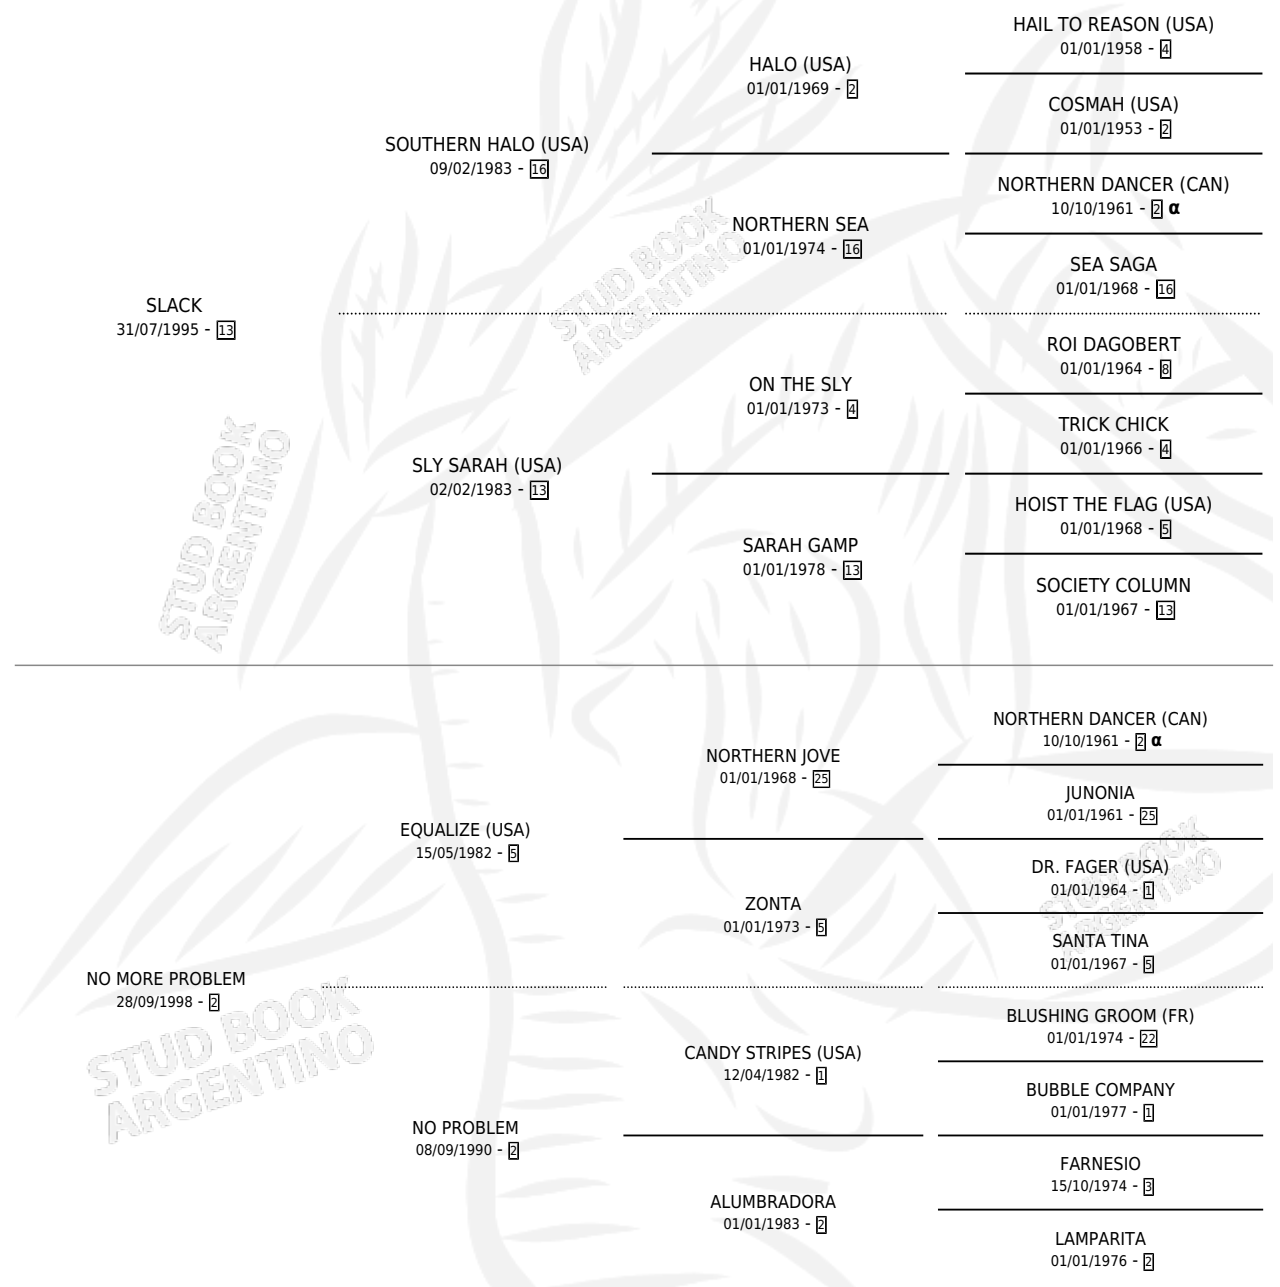 HAIL TO REASON (USA)
01/01/1958 - 4
HALO (USA)
01/01/1969 - 2
COSMAH (USA)
01/01/1953 - 2
SOUTHERN HALO (USA)
09/02/1983 - 16
NORTHERN DANCER (CAN)
10/10/1961 - 2 α
NORTHERN SEA
01/01/1974 - 16
SEA SAGA
01/01/1968 - 16
SLACK
31/07/1995 - 13
ROI DAGOBERT
01/01/1964 - 8
ON THE SLY
01/01/1973 - 4
TRICK CHICK
01/01/1966 - 4
SLY SARAH (USA)
02/02/1983 - 13
HOIST THE FLAG (USA)
01/01/1968 - 5
SARAH GAMP
01/01/1978 - 13
SOCIETY COLUMN
01/01/1967 - 13
NORTHERN DANCER (CAN)
10/10/1961 - 2 α
NORTHERN JOVE
01/01/1968 - 25
JUNONIA
01/01/1961 - 25
EQUALIZE (USA)
15/05/1982 - 5
DR. FAGER (USA)
01/01/1964 - 1
ZONTA
01/01/1973 - 5
SANTA TINA
01/01/1967 - 5
NO MORE PROBLEM
28/09/1998 - 2
BLUSHING GROOM (FR)
01/01/1974 - 22
CANDY STRIPES (USA)
12/04/1982 - 1
BUBBLE COMPANY
01/01/1977 - 1
NO PROBLEM
08/09/1990 - 2
FARNESIO
15/10/1974 - 3
ALUMBRADORA
01/01/1983 - 2
LAMPARITA
01/01/1976 - 2
STUD BOOK
ARGENTINO
STUD BOOK
ARGENTINO
STUD BOOK
ARGENTINO
STUD BOOK
ARGENTINO